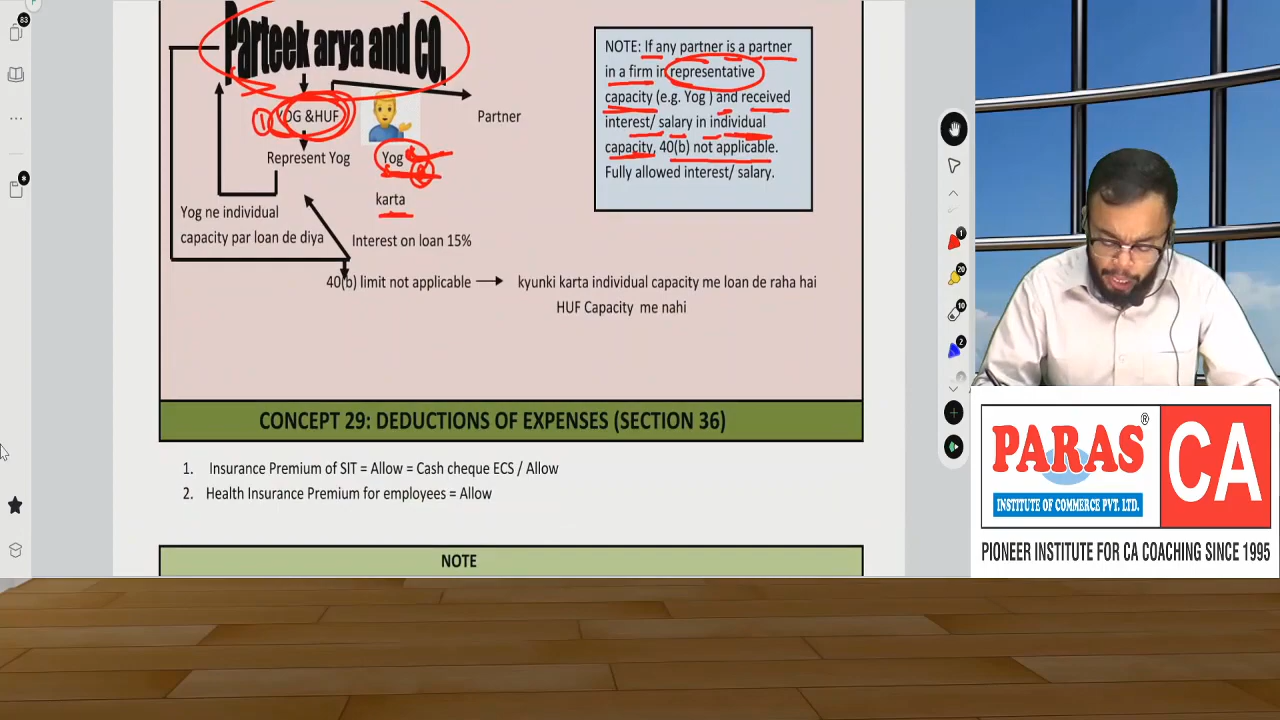 83
Parteek arya and co.
YOG &HUF
Partner
Represent Yog
Yog
karta
Yog ne individual
capacity par loan de diya
Interest on loan 15%
40(b) limit not applicable
kyunki karta individual capacity me loan de raha hai
HUF Capacity me nahi
NOTE: If any partner is a partner
in a firm in representative
capacity (e.g. Yog ) and received
interest/ salary in individual
capacity, 40(b) not applicable.
Fully allowed interest/ salary.
CONCEPT 29: DEDUCTIONS OF EXPENSES (SECTION 36)
1. Insurance Premium of SIT = Allow = Cash cheque ECS / Allow
2. Health Insurance Premium for employees = Allow
NOTE
1
20
10
2
PARAS ®
INSTITUTE OF COMMERCE PVT. LTD.
CA
PIONEER INSTITUTE FOR CA COACHING SINCE 1995